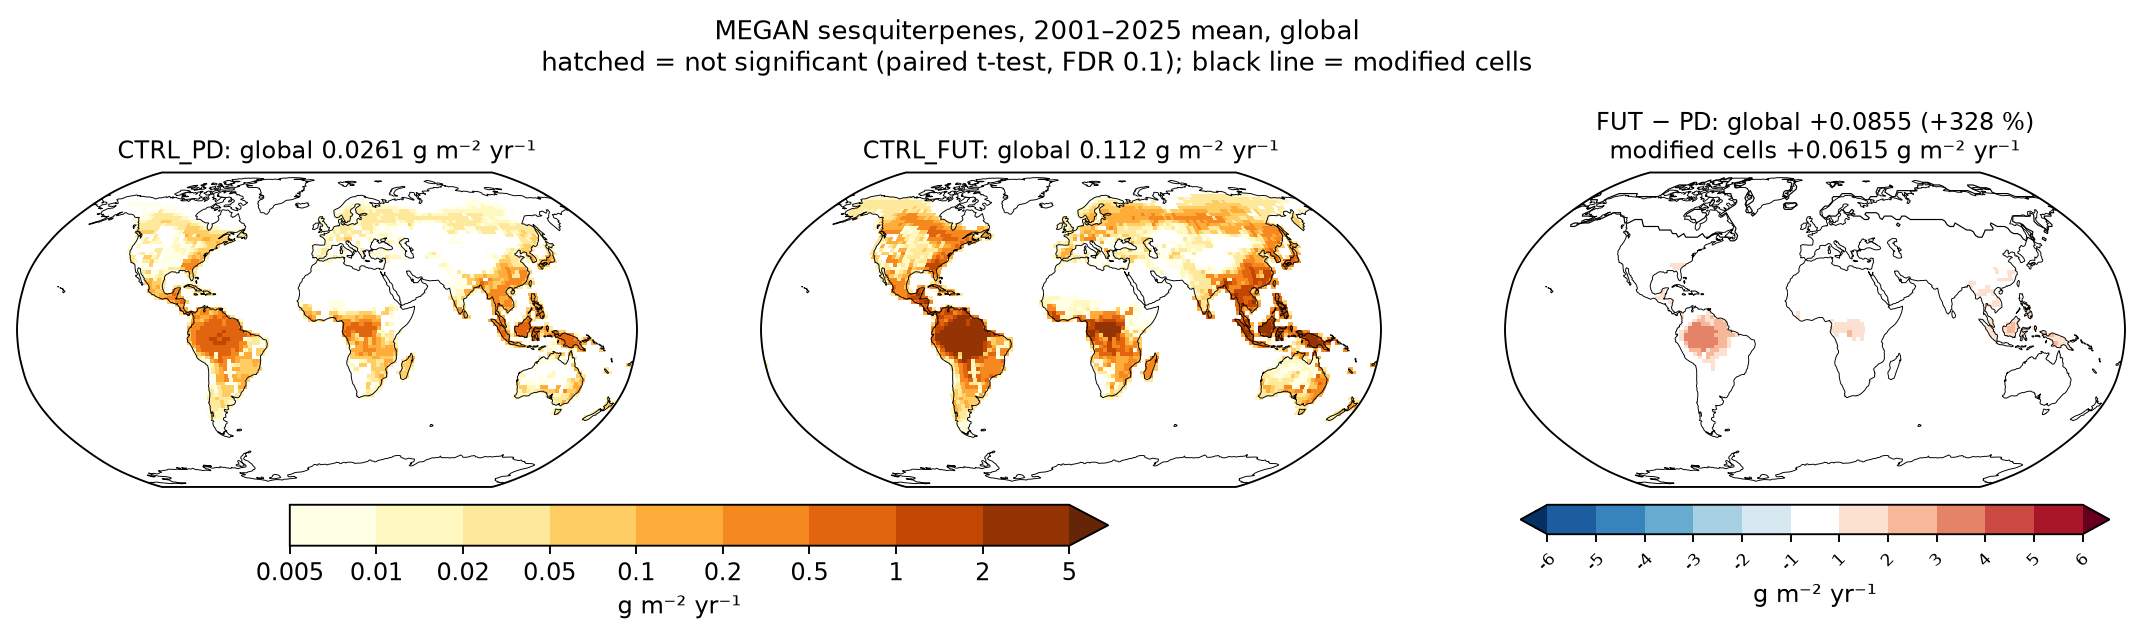 MEGAN sesquiterpenes, 2001–2025 mean, global
hatched = not significant (paired t-test, FDR 0.1); black line = modified cells
CTRL_PD: global 0.0261 g m⁻² yr⁻¹
CTRL_FUT: global 0.112 g m⁻² yr⁻¹
FUT − PD: global +0.0855 (+328 %)
modified cells +0.0615 g m⁻² yr⁻¹
0.005 0.01 0.02 0.05 0.1 0.2 0.5 1 2 5
g m⁻² yr⁻¹
-6 -5 -4 -3 -2 -1 1 2 3 4 5 6
g m⁻² yr⁻¹